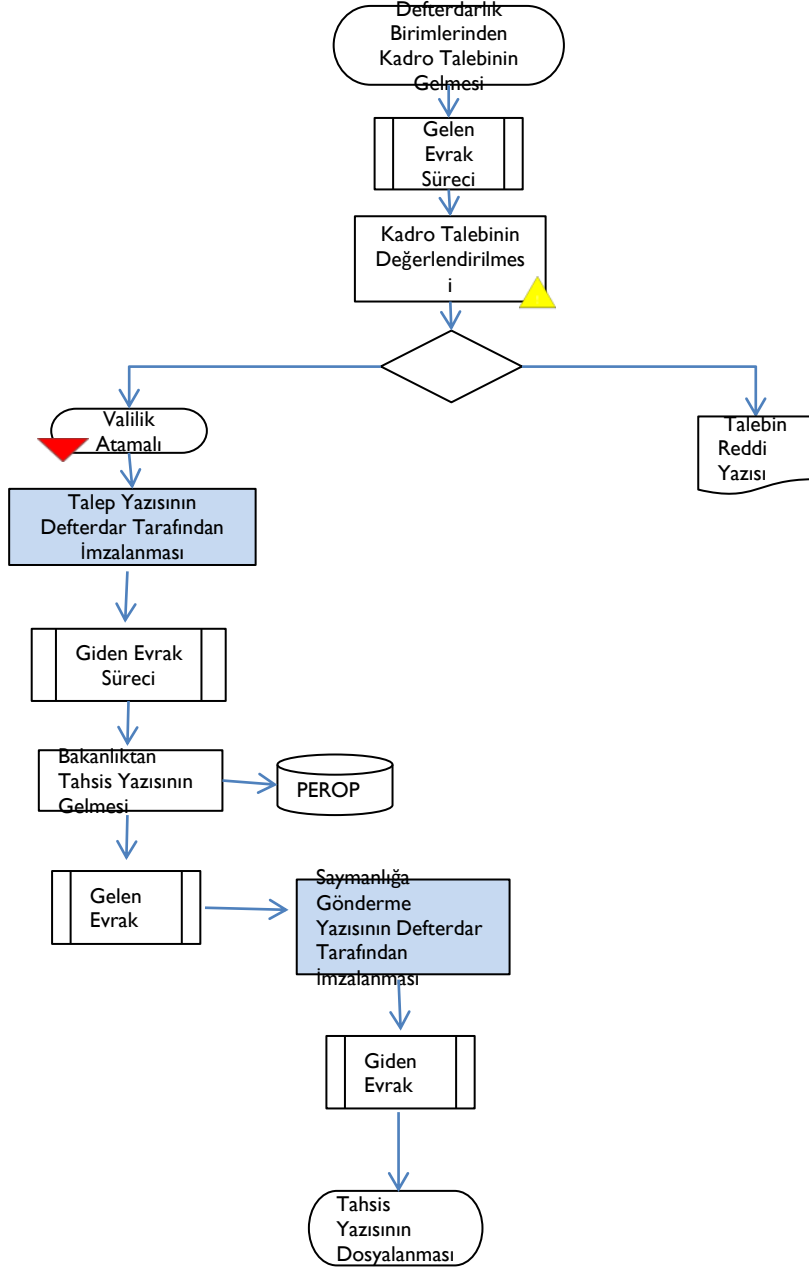 Defterdarlık
Birimlerinden
Kadro Talebinin
Gelmesi
Gelen
Evrak
Süreci
Kadro Talebinin
Değerlendirilmes
i
Valilik
Atamalı
Talebin
Reddi
Yazısı
Talep Yazısının
Defterdar Tarafından
İmzalanması
Giden Evrak
Süreci
Bakanlıktan
Tahsis Yazısının
Gelmesi
PEROP
Gelen
Evrak
Saymanlığa
Gönderme
Yazısının Defterdar
Tarafından
İmzalanması
Giden
Evrak
Tahsis
Yazısının
Dosyalanması